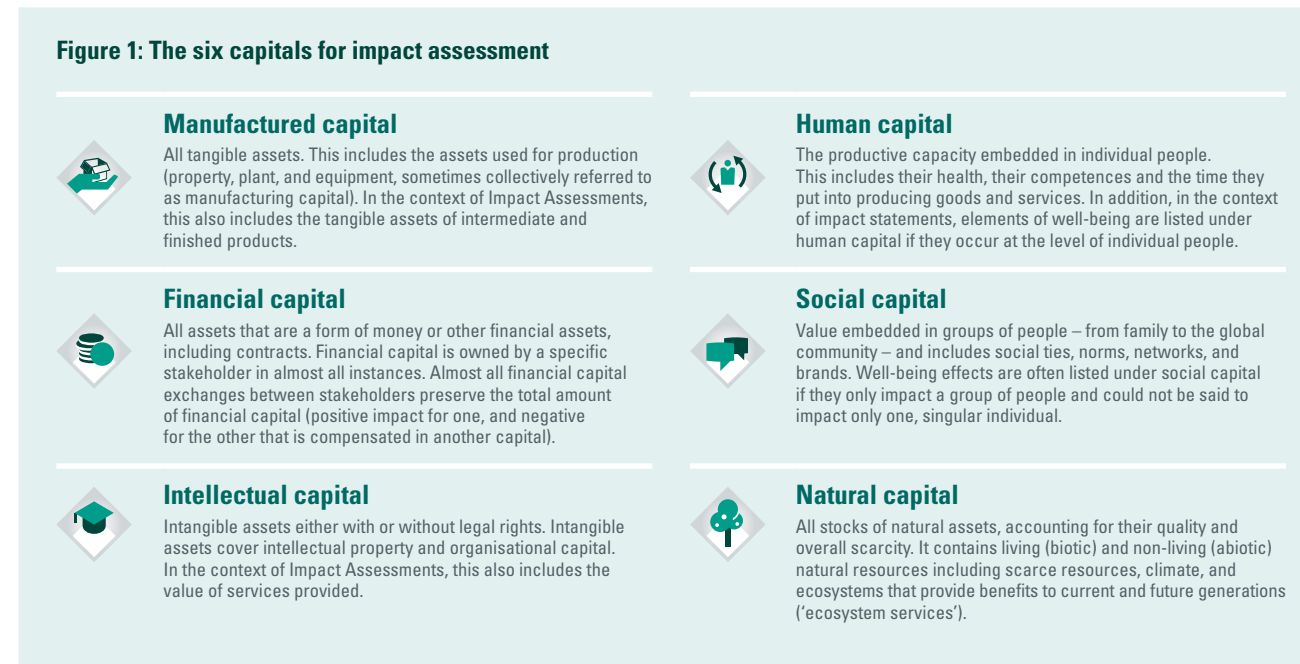 Figure 1: The six capitals for impact assessment
Manufactured capital
All tangible assets. This includes the assets used for production
(property, plant, and equipment, sometimes collectively referred to
as manufacturing capital). In the context of Impact Assessments,
this also includes the tangible assets of intermediate and
finished products.
Human capital
The productive capacity embedded in individual people.
This includes their health, their competences and the time they
put into producing goods and services. In addition, in the context
of impact statements, elements of well-being are listed under
human capital if they occur at the level of individual people.
Financial capital
All assets that are a form of money or other financial assets,
including contracts. Financial capital is owned by a specific
stakeholder in almost all instances. Almost all financial capital
exchanges between stakeholders preserve the total amount
of financial capital (positive impact for one, and negative
for the other that is compensated in another capital).
Social capital
Value embedded in groups of people – from family to the global
community – and includes social ties, norms, networks, and
brands. Well-being effects are often listed under social capital
if they only impact a group of people and could not be said to
impact only one, singular individual.
Intellectual capital
Intangible assets either with or without legal rights. Intangible
assets cover intellectual property and organisational capital.
In the context of Impact Assessments, this also includes the
value of services provided.
Natural capital
All stocks of natural assets, accounting for their quality and
overall scarcity. It contains living (biotic) and non-living (abiotic)
natural resources including scarce resources, climate, and
ecosystems that provide benefits to current and future generations
(‘ecosystem services’).